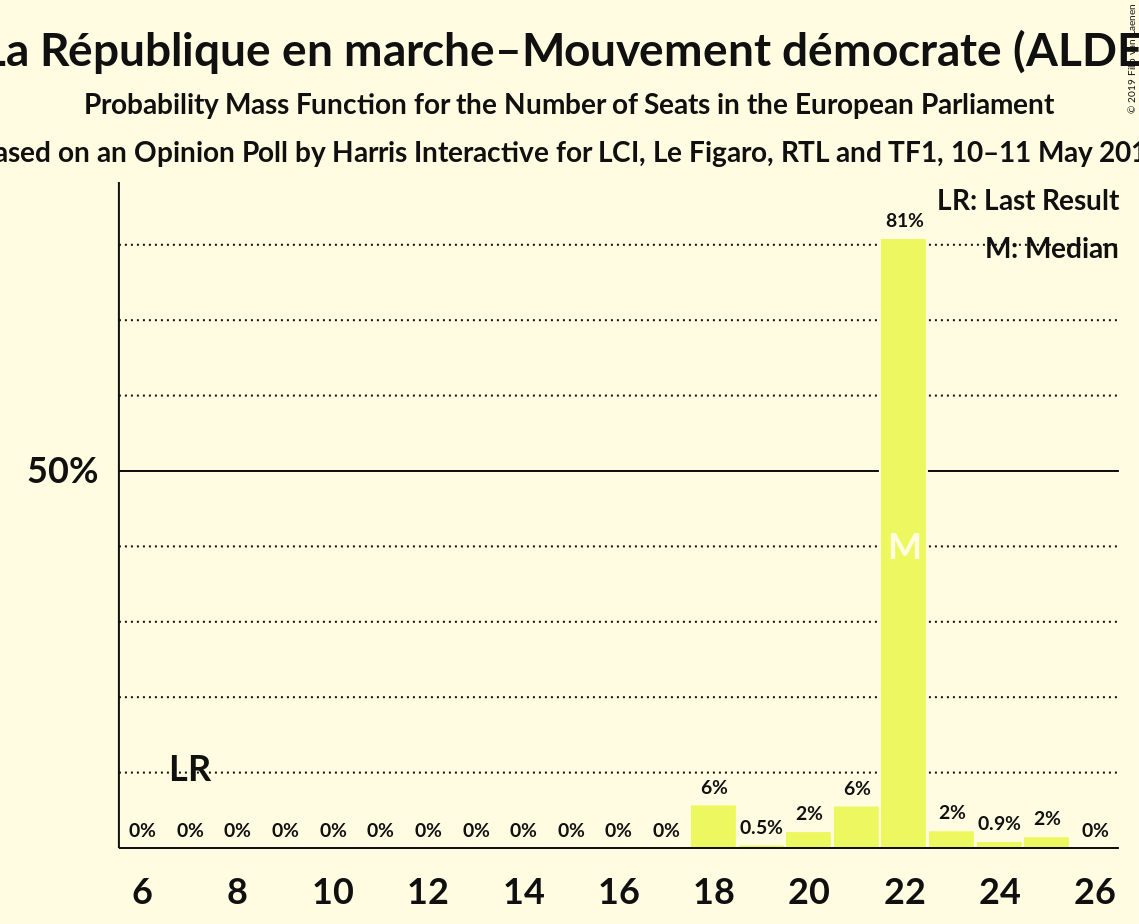 La République en marche–Mouvement démocrate (ALDE
Probability Mass Function for the Number of Seats in the European Parliament
ased on an Opinion Poll by Harris Interactive for LCI, Le Figaro, RTL and TF1, 10–11 May 201
© 2019
LR: Last Result
M: Median
81%
50%
M
LR
0% 0% 0% 0% 0% 0% 0% 0% 0% 0% 0% 0% 6% 0.5% 2% 6% 2% 0.9% 2% 0%
6 8 10 12 14 16 18 20 22 24 26